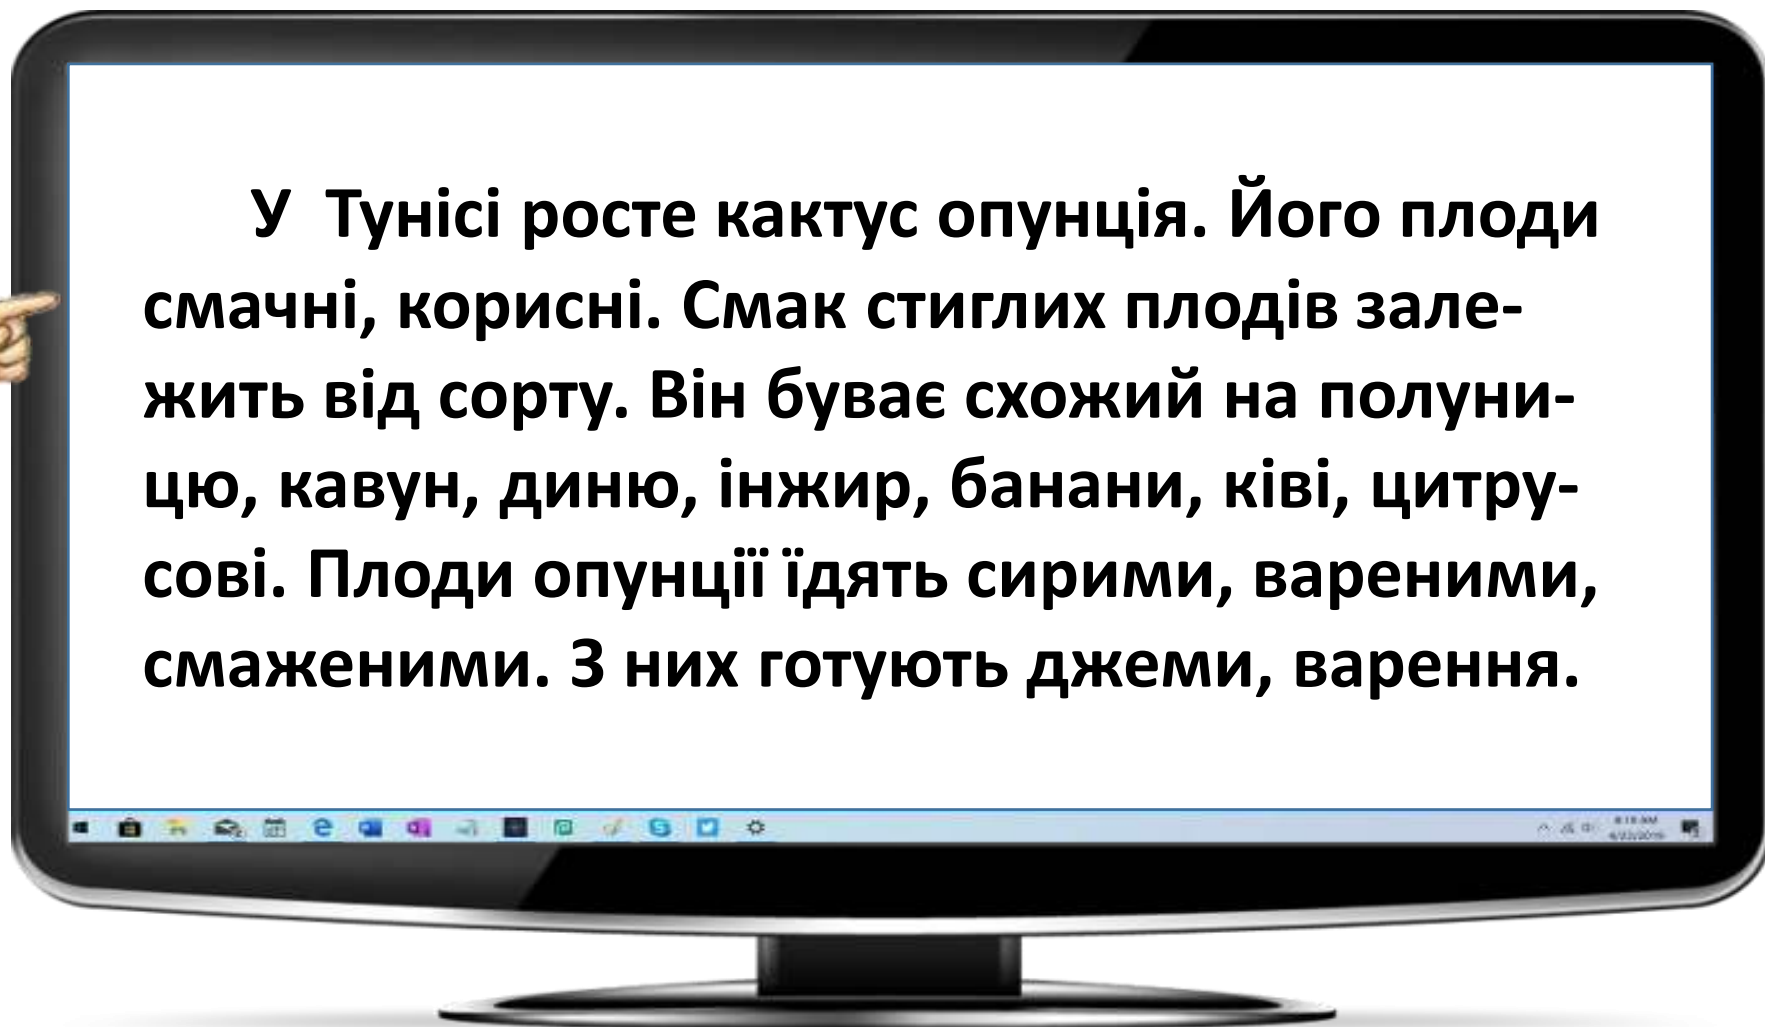 У Тунісі росте кактус опунція. Його плоди
смачні, корисні. Смак стиглих плодів зале-
жить від сорту. Він буває схожий на полуни-
цю, кавун, диню, інжир, банани, ківі, цитру-
сові. Плоди опунції їдять сирими, вареними,
смаженими. З них готують джеми, варення.